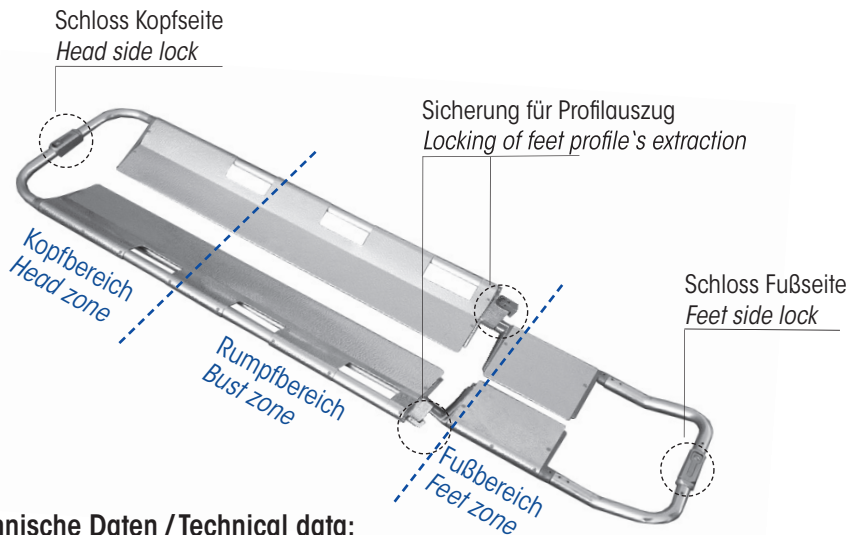 Schloss Kopfseite
Head side lock
Sicherung für Profilauszug
Locking of feet profile`s extraction
Schloss Fußseite
Feet side lock
Kopfbereich
Head zone
Rumpfbereich
Bust zone
Fußbereich
Feet zone
hnische Daten / Technical data: